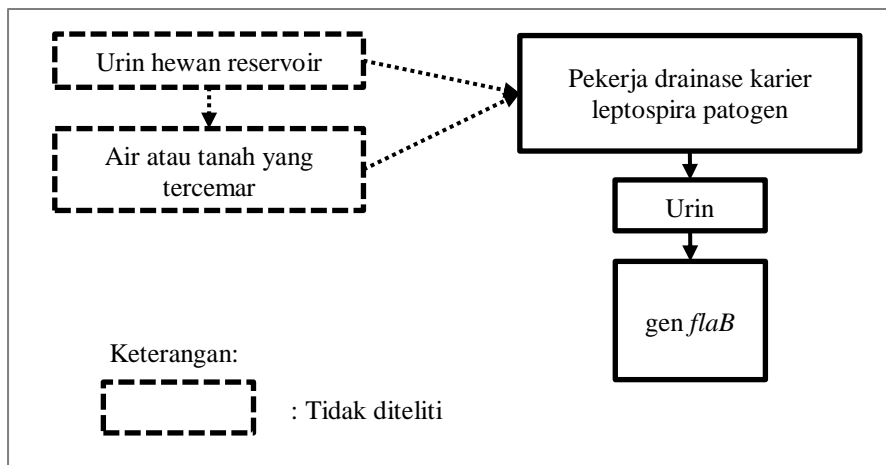 Urin hewan reservoir
Air atau tanah yang
tercemar
Pekerja drainase karier
leptospira patogen
Urin
gen flaB
Keterangan:
: Tidak diteliti